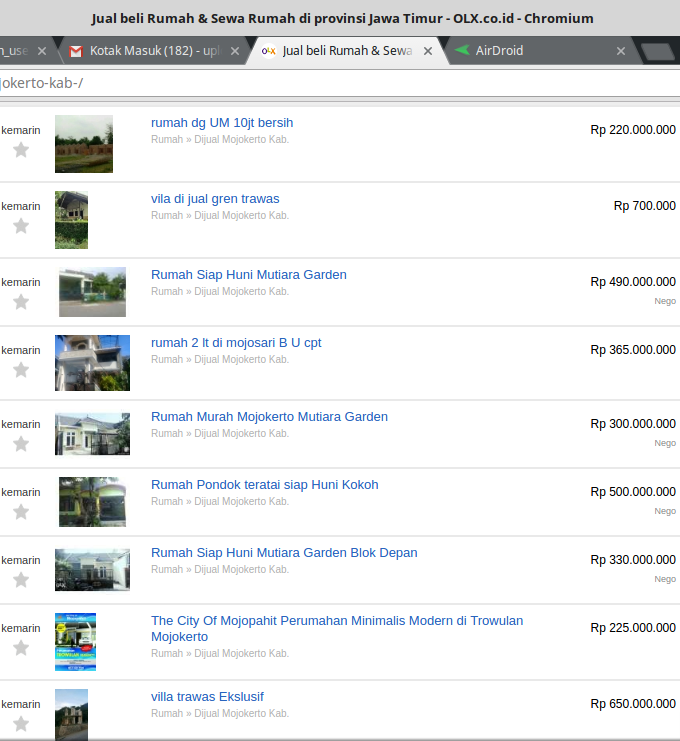 Jual beli Rumah & Sewa Rumah di provinsi Jawa Timur - OLX.co.id - Chromium
n_use Kotak Masuk (182) - upl OLX Jual beli Rumah & Sewa AirDroid
okerto-kab-/
rumah dg UM 10jt bersih
kemarin Rp 220.000.000
Rumah » Dijual Mojokerto Kab.
vila di jual gren trawas
kemarin Rp 700.000
Rumah » Dijual Mojokerto Kab.
Rumah Siap Huni Mutiara Garden
kemarin Rp 490.000.000
Rumah » Dijual Mojokerto Kab.
Nego
rumah 2 lt di mojosari B U cpt
kemarin Rp 365.000.000
Rumah » Dijual Mojokerto Kab.
Rumah Murah Mojokerto Mutiara Garden
kemarin Rp 300.000.000
Rumah » Dijual Mojokerto Kab.
Nego
Rumah Pondok teratai siap Huni Kokoh
kemarin Rp 500.000.000
Rumah » Dijual Mojokerto Kab.
Nego
Rumah Siap Huni Mutiara Garden Blok Depan
kemarin Rp 330.000.000
Rumah » Dijual Mojokerto Kab.
Nego
The City Of Mojopahit Perumahan Minimalis Modern di Trowulan
kemarin Rp 225.000.000
Mojokerto
Rumah » Dijual Mojokerto Kab.
villa trawas Ekslusif
kemarin Rp 650.000.000
Rumah » Dijual Mojokerto Kab.